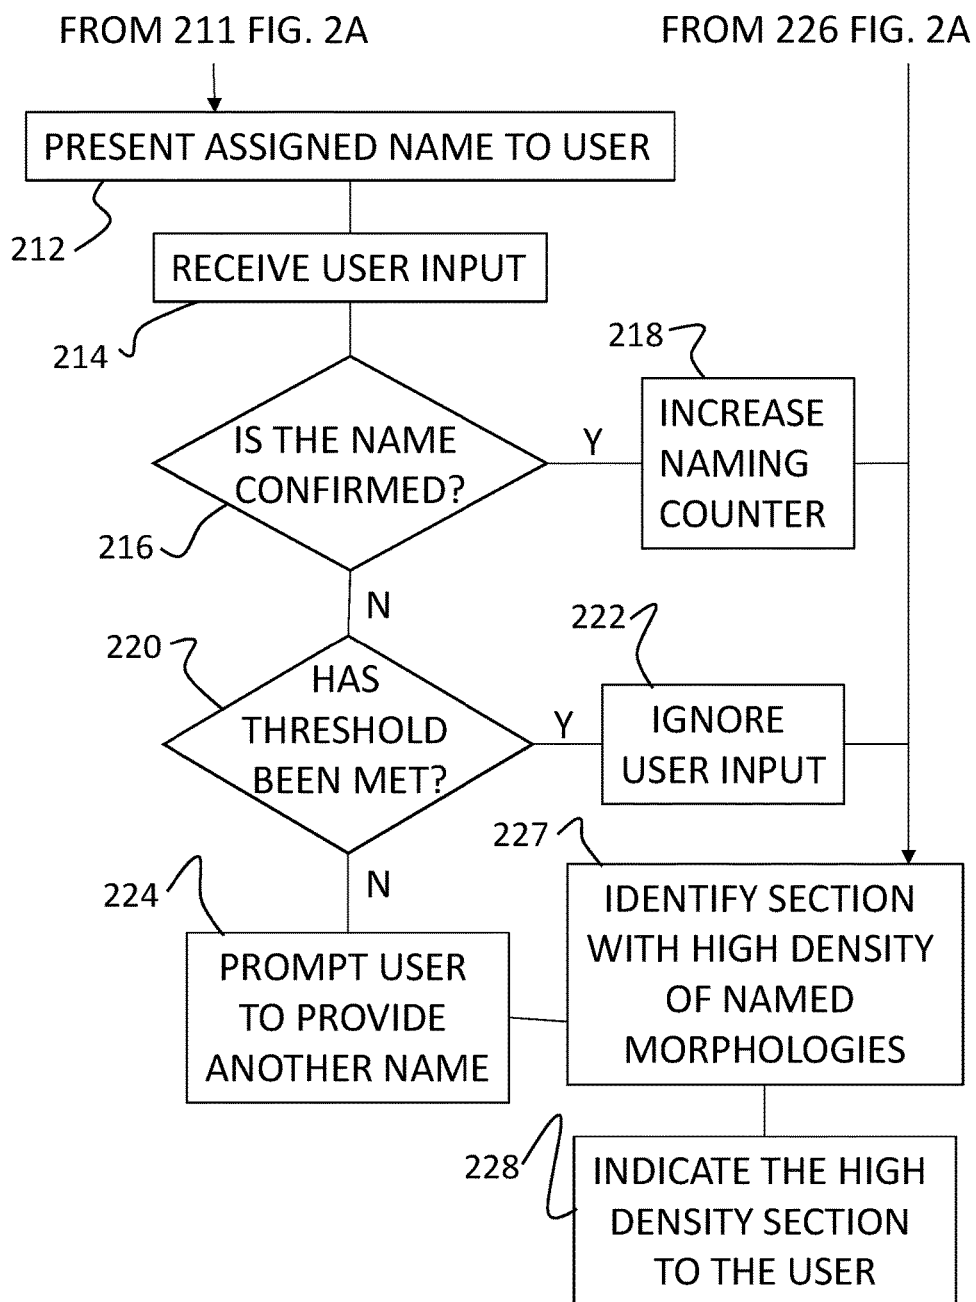 FROM 211 FIG. 2A
FROM 226 FIG. 2A
PRESENT ASSIGNED NAME TO USER
212
RECEIVE USER INPUT
214
IS THE NAME
CONFIRMED?
216
Y
218
INCREASE
NAMING
COUNTER
N
220
HAS
THRESHOLD
BEEN MET?
Y
222
IGNORE
USER INPUT
N
224
PROMPT USER
TO PROVIDE
ANOTHER NAME
227
IDENTIFY SECTION
WITH HIGH DENSITY
OF NAMED
MORPHOLOGIES
228
INDICATE THE HIGH
DENSITY SECTION
TO THE USER